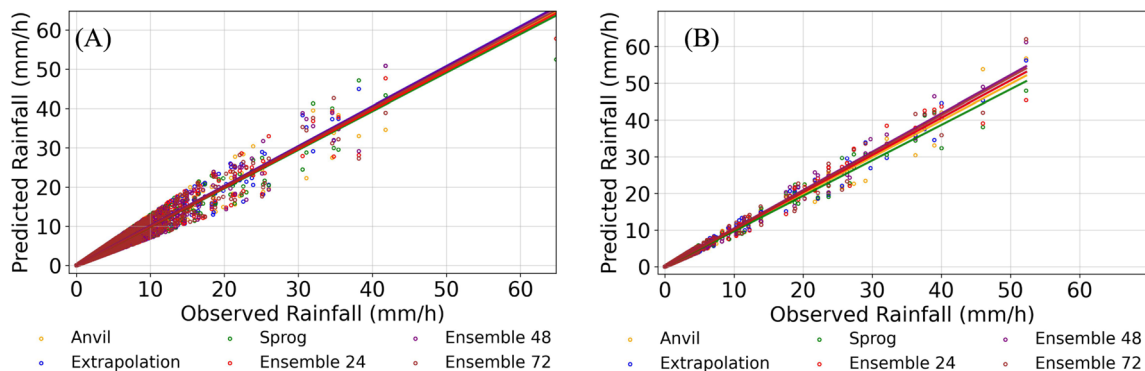 (A)
Predicted Rainfall (mm/h)
60
50
40
30
20
10
0
0 10 20 30 40 50 60
Observed Rainfall (mm/h)
Anvil Sprog Ensemble 48
Extrapolation Ensemble 24 Ensemble 72
(B)
Predicted Rainfall (mm/h)
70
60
50
40
30
20
10
0
0 10 20 30 40 50 60 70
Observed Rainfall (mm/h)
Anvil Sprog Ensemble 48
Extrapolation Ensemble 24 Ensemble 72